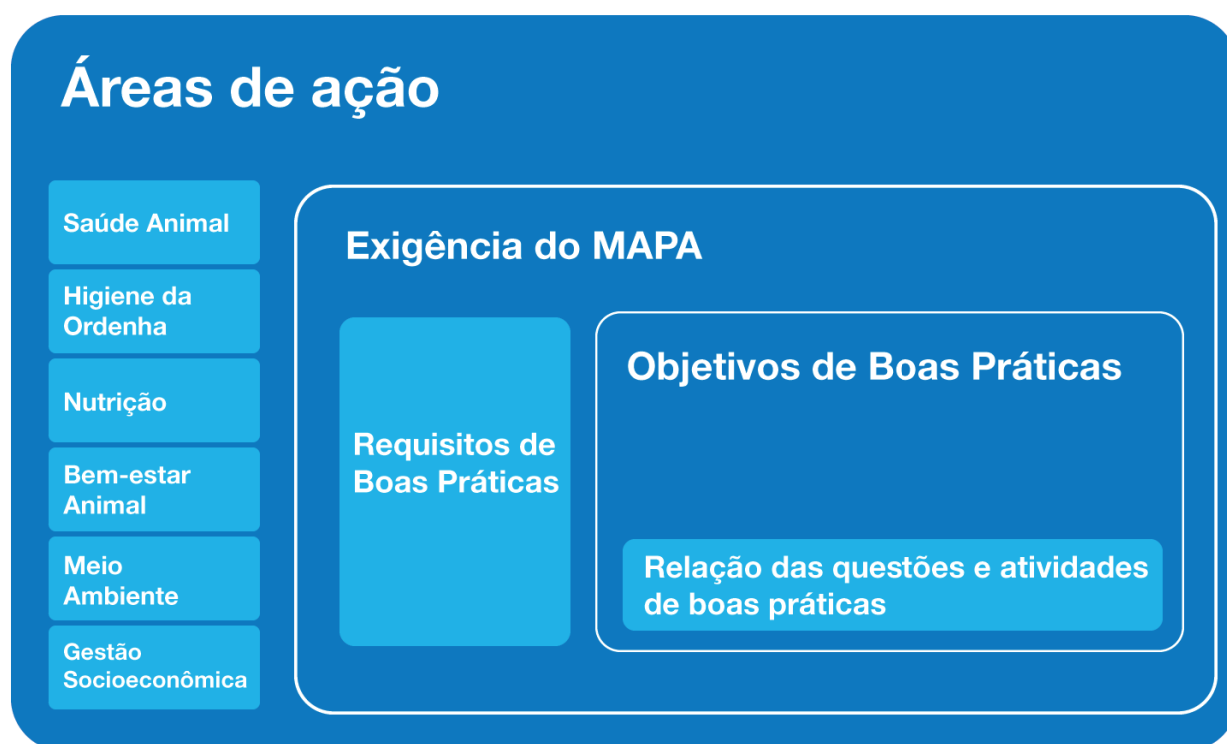 Áreas de ação
Saúde Animal
Higiene da
Ordenha
Nutrição
Bem-estar
Animal
Meio
Ambiente
Gestão
Socioeconômica
Exigência do MAPA
Requisitos de
Boas Práticas
Objetivos de Boas Práticas
Relação das questões e atividades
de boas práticas